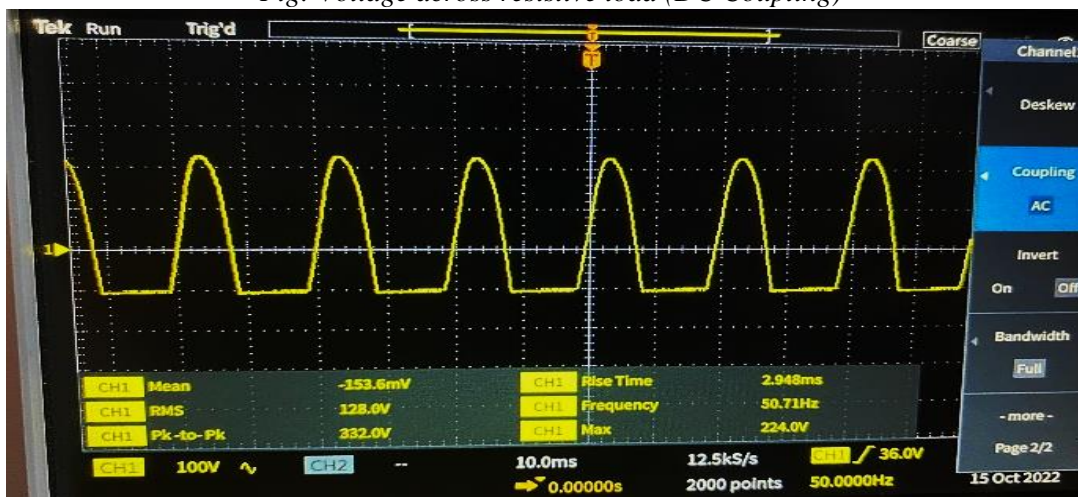 Fig: Voltage across resistive load (DC Coupling)
Tek Run Trig'd
T
T
Coarse
Channel
Deskew
Coupling
AC
Invert
On Off
Bandwidth
Full
-more-
Page 2/2
1
CH1 Mean -153.6mV CH1 Rise Time 2.948ms
CH1 RMS 128.0V CH1 Frequency 50.71Hz
CH1 Pk-to-Pk 332.0V CH1 Max 224.0V
CH1 100V CH2 -- 10.0ms 12.5kS/s CH1 36.0V
0.00000s 2000 points 50.0000Hz 15 Oct 2022